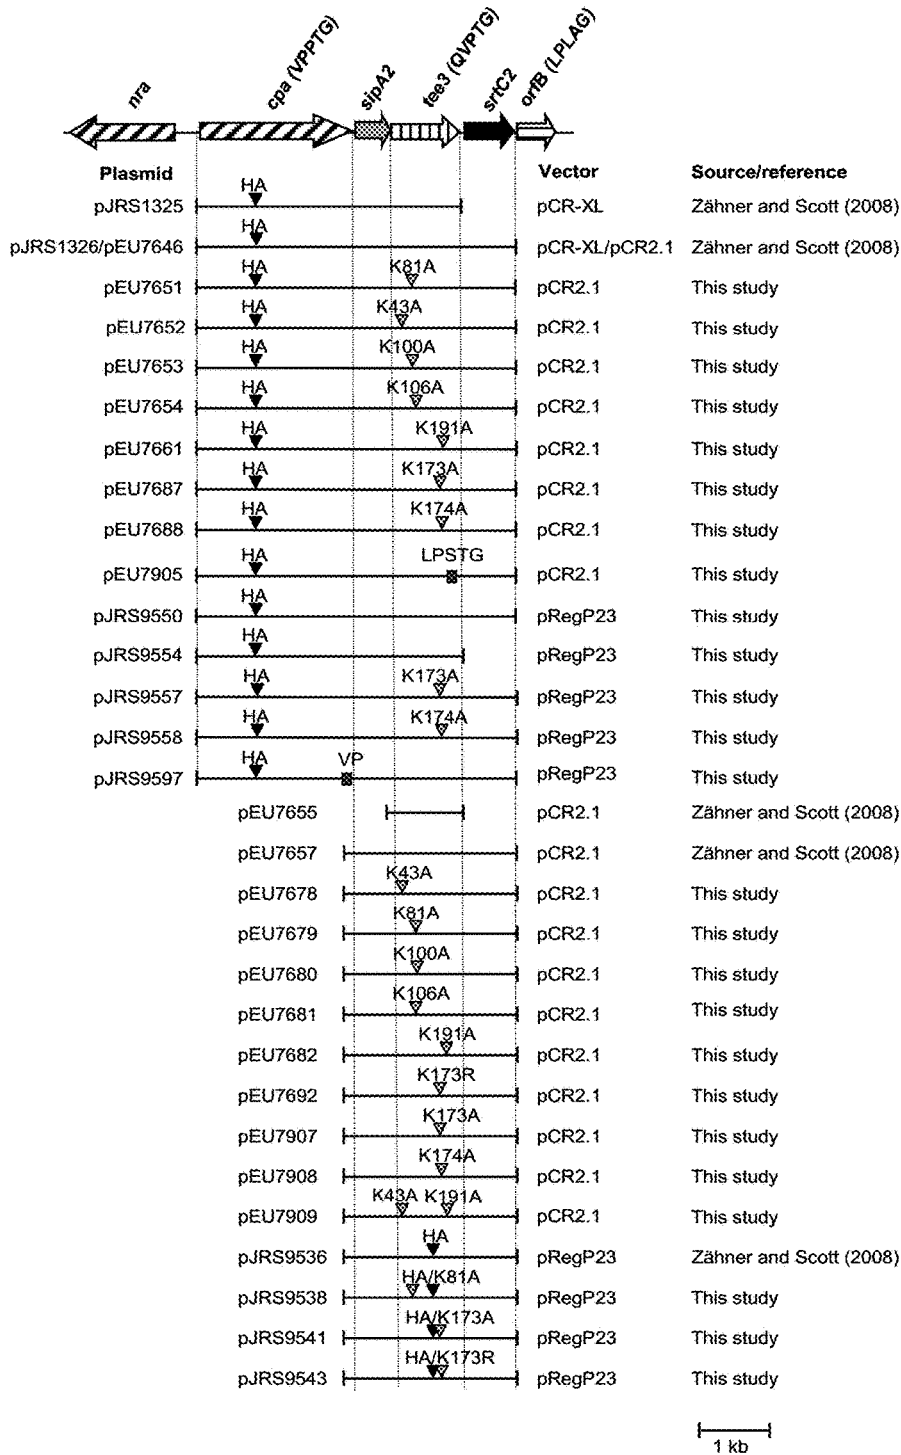 nra cpa (VPPTG) sipA2 tee3 (QVPTG) srtC2 orfB (LPLAG)
Plasmid Vector Source/reference
HA
pJRS1325 pCR-XL Zähner and Scott (2008)
HA
pJRS1326/pEU7646 pCR-XL/pCR2.1 Zähner and Scott (2008)
HA K81A
pEU7651 pCR2.1 This study
HA K43A
pEU7652 pCR2.1 This study
HA K100A
pEU7653 pCR2.1 This study
HA K106A
pEU7654 pCR2.1 This study
HA K191A
pEU7661 pCR2.1 This study
HA K173A
pEU7687 pCR2.1 This study
HA K174A
pEU7688 pCR2.1 This study
HA LPSTG
pEU7905 pCR2.1 This study
HA
pJRS9550 pRegP23 This study
HA
pJRS9554 pRegP23 This study
HA K173A
pJRS9557 pRegP23 This study
HA K174A
pJRS9558 pRegP23 This study
HA VP
pJRS9597 pRegP23 This study
pEU7655 pCR2.1 Zähner and Scott (2008)
pEU7657 pCR2.1 Zähner and Scott (2008)
K43A
pEU7678 pCR2.1 This study
K81A
pEU7679 pCR2.1 This study
K100A
pEU7680 pCR2.1 This study
K106A
pEU7681 pCR2.1 This study
K191A
pEU7682 pCR2.1 This study
K173R
pEU7692 pCR2.1 This study
K173A
pEU7907 pCR2.1 This study
K174A
pEU7908 pCR2.1 This study
K43A K191A
pEU7909 pCR2.1 This study
HA
pJRS9536 pRegP23 Zähner and Scott (2008)
HA/K81A
pJRS9538 pRegP23 This study
HA/K173A
pJRS9541 pRegP23 This study
HA/K173R
pJRS9543 pRegP23 This study
1 kb